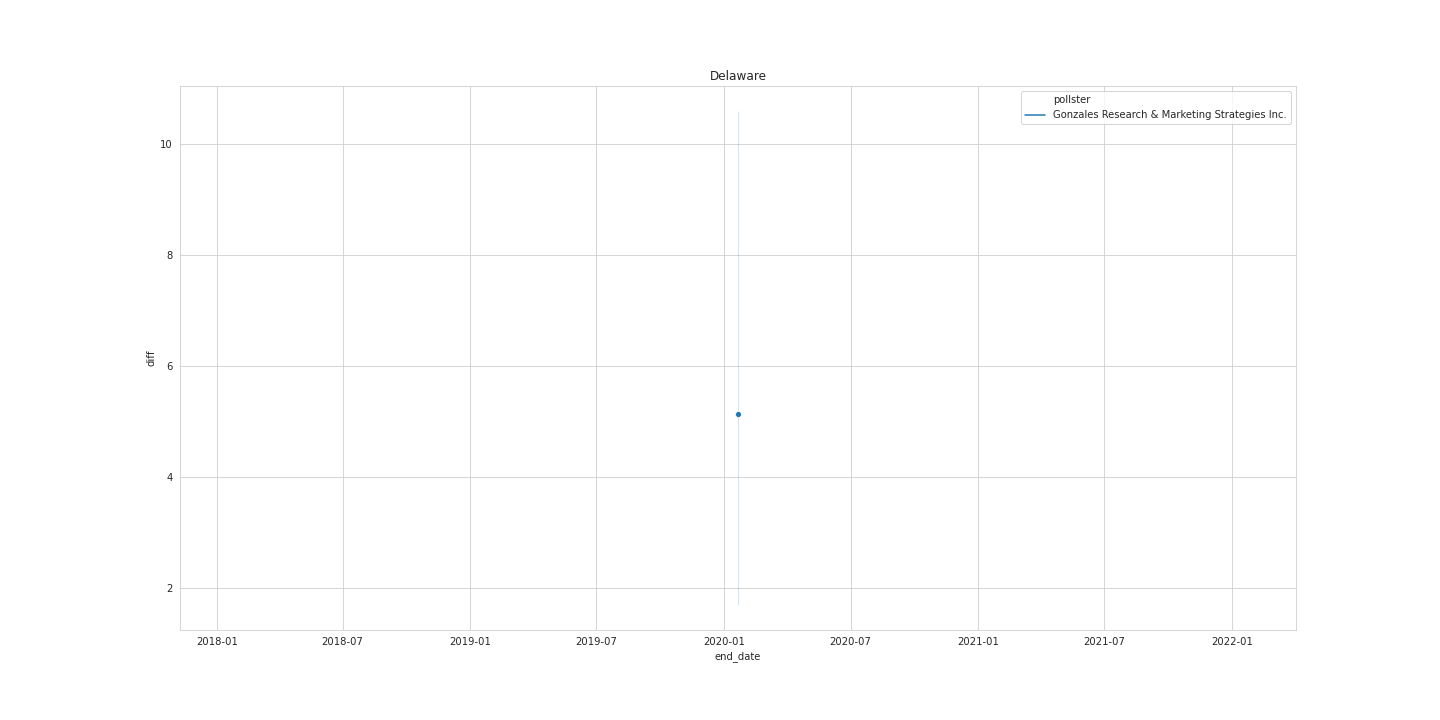 Delaware
pollster
Gonzales Research & Marketing Strategies Inc.
10
8
6
4
2
diff
2018-01 2018-07 2019-01 2019-07 2020-01 2020-07 2021-01 2021-07 2022-01
end_date